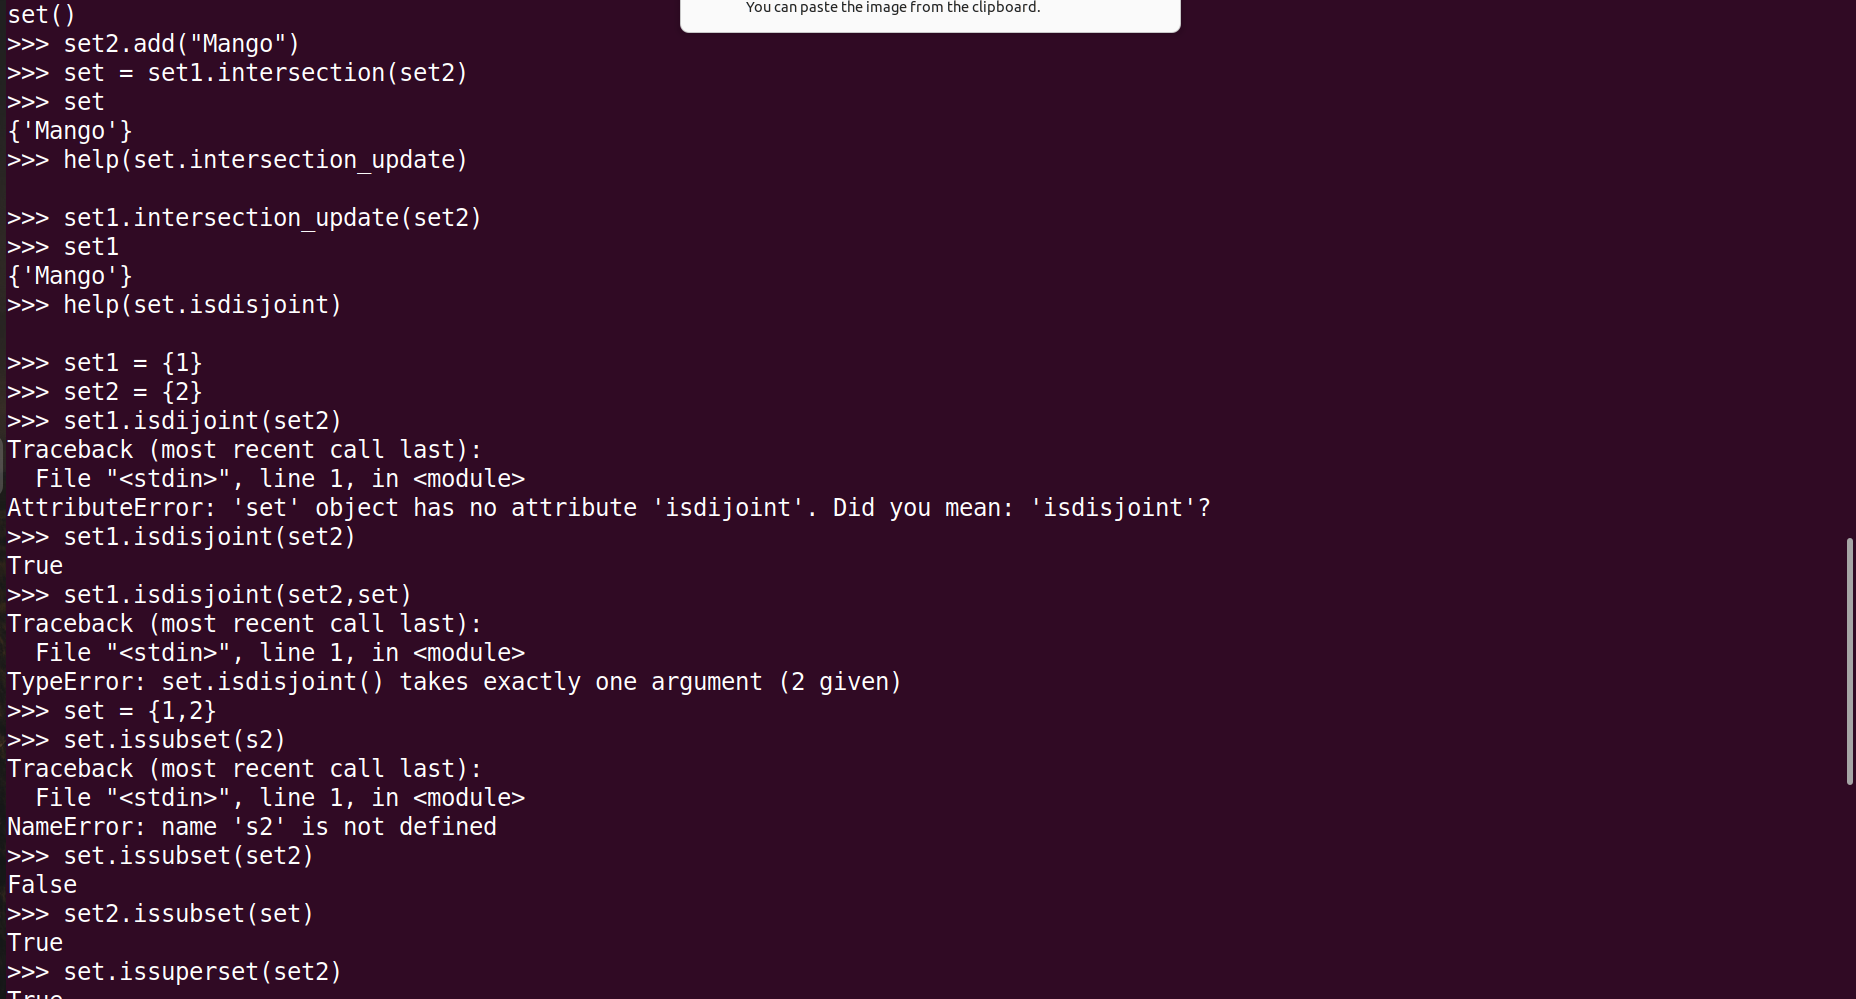 You can paste the image from the clipboard.
set()
>>> set2.add("Mango")
>>> set = set1.intersection(set2)
>>> set
{'Mango'}
>>> help(set.intersection_update)

>>> set1.intersection_update(set2)
>>> set1
{'Mango'}
>>> help(set.isdisjoint)

>>> set1 = {1}
>>> set2 = {2}
>>> set1.isdijoint(set2)
Traceback (most recent call last):
  File "<stdin>", line 1, in <module>
AttributeError: 'set' object has no attribute 'isdijoint'. Did you mean: 'isdisjoint'?
>>> set1.isdisjoint(set2)
True
>>> set1.isdisjoint(set2,set)
Traceback (most recent call last):
  File "<stdin>", line 1, in <module>
TypeError: set.isdisjoint() takes exactly one argument (2 given)
>>> set = {1,2}
>>> set.issubset(s2)
Traceback (most recent call last):
  File "<stdin>", line 1, in <module>
NameError: name 's2' is not defined
>>> set.issubset(set2)
False
>>> set2.issubset(set)
True
>>> set.issuperset(set2)
True